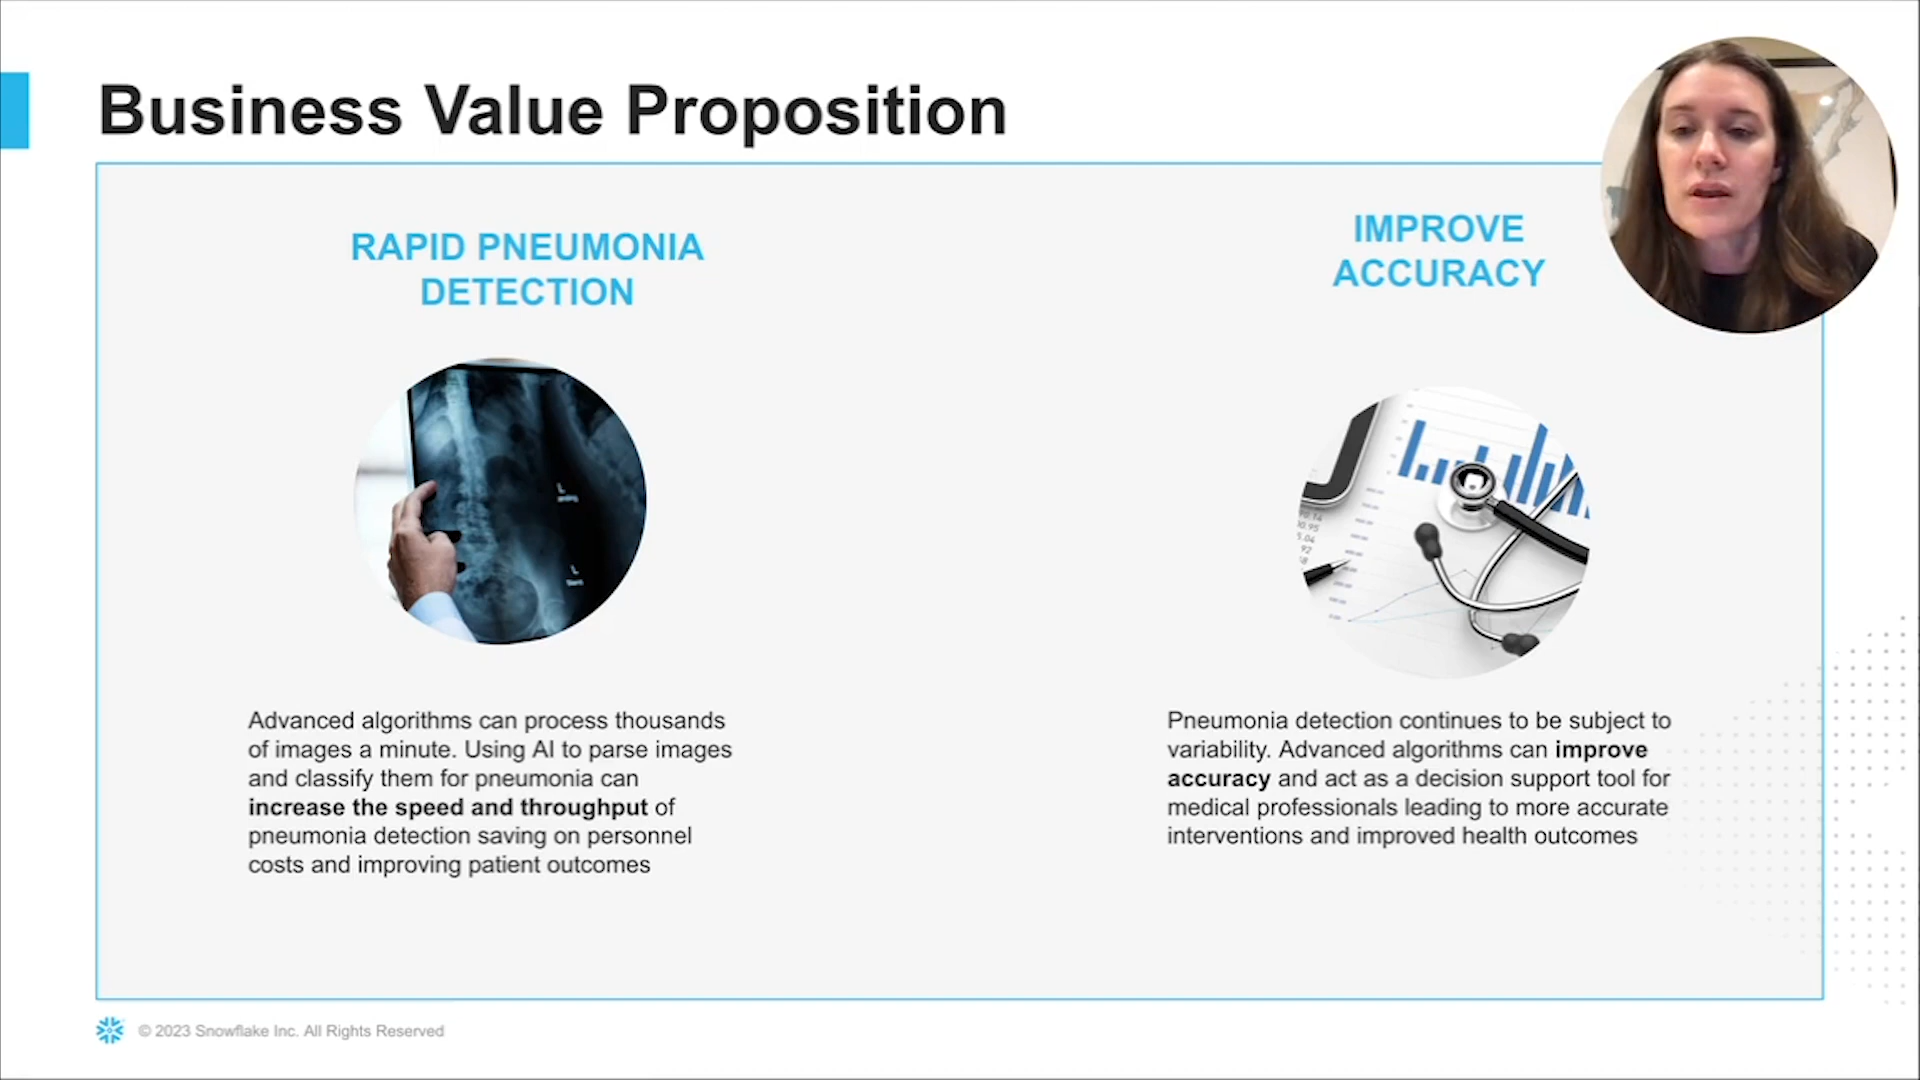 Business Value Proposition
RAPID PNEUMONIA
DETECTION
Advanced algorithms can process thousands
of images a minute. Using AI to parse images
and classify them for pneumonia can
increase the speed and throughput of
pneumonia detection saving on personnel
costs and improving patient outcomes
IMPROVE
ACCURACY
Pneumonia detection continues to be subject to
variability. Advanced algorithms can improve
accuracy and act as a decision support tool for
medical professionals leading to more accurate
interventions and improved health outcomes
© 2023 Snowflake Inc. All Rights Reserved